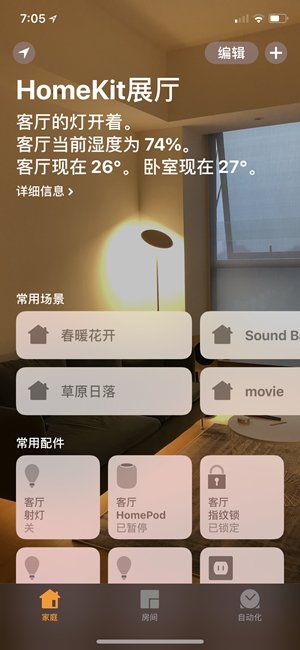 7:05
编辑
HomeKit展厅
客厅的灯开着。
客厅当前湿度为 74%。
客厅现在 26°。 卧室现在 27°。
详细信息
常用场景
春暖花开
Sound Ba
草原日落
movie
常用配件
客厅
射灯
关
客厅
HomePod
已暂停
客厅
指纹锁
已锁定
家庭
房间
自动化